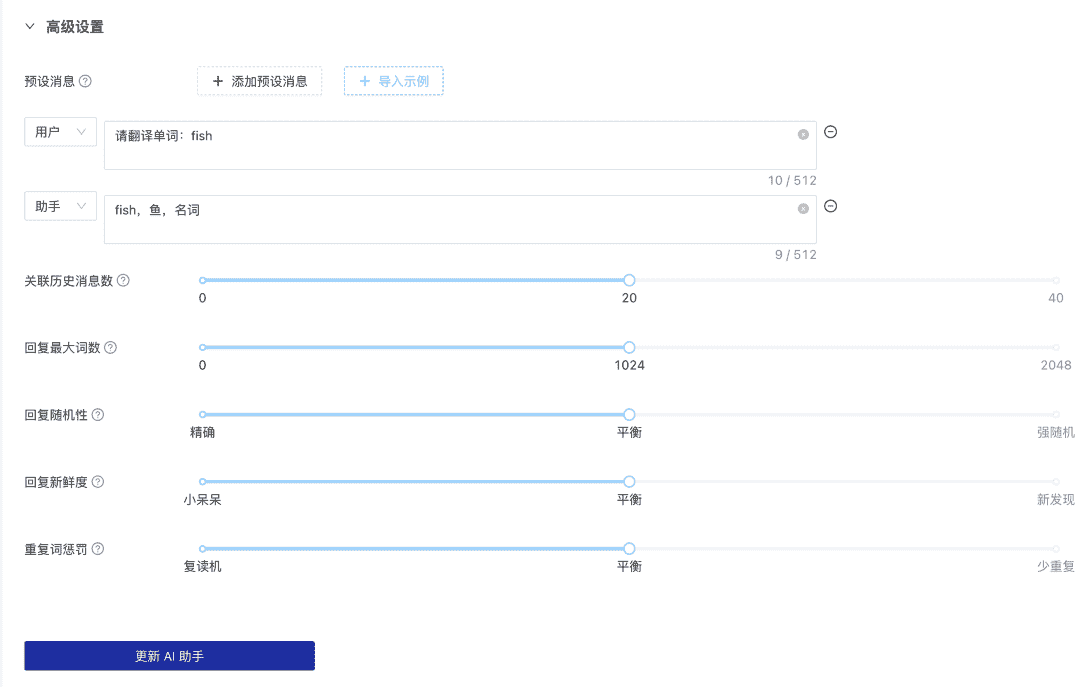 高级设置
预设消息 + 添加预设消息 + 导入示例
用户 请翻译单词：fish
10 / 512
助手 fish，鱼，名词
9 / 512
关联历史消息数
0 20 40
回复最大词数
0 1024 2048
回复随机性
精确 平衡 强随机
回复新鲜度
小呆呆 平衡 新发现
重复词惩罚
复读机 平衡 少重复
更新 AI 助手